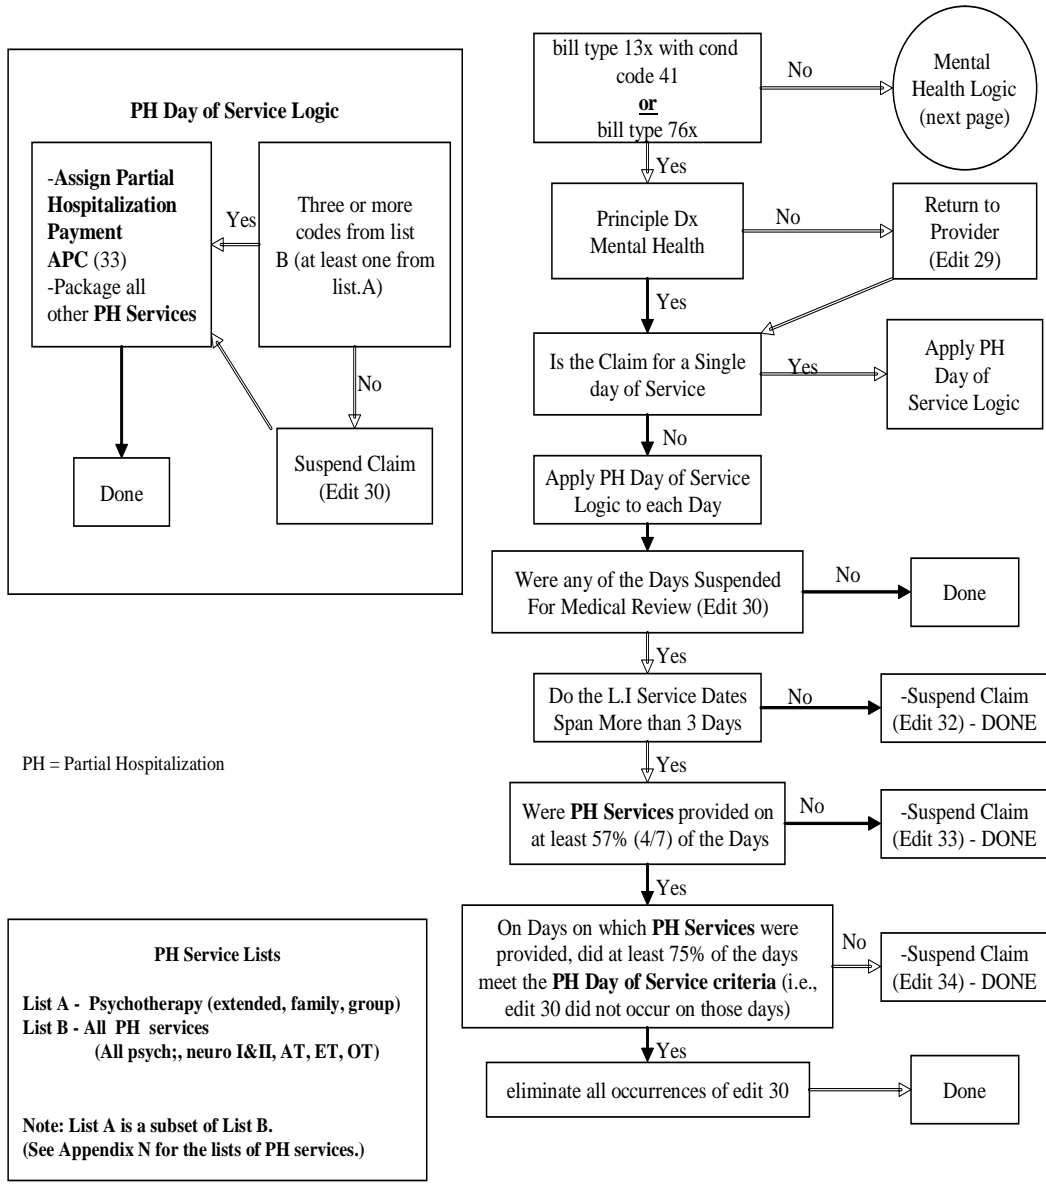 PH Day of Service Logic
-Assign Partial
Hospitalization
Payment
APC (33)
-Package all
other PH Services
Yes
Three or more
codes from list
B (at least one from
list.A)
No
Suspend Claim
(Edit 30)
Done
PH = Partial Hospitalization
PH Service Lists
List A - Psychotherapy (extended, family, group)
List B - All PH services
(All psych;, neuro I&II, AT, ET, OT)
Note: List A is a subset of List B.
(See Appendix N for the lists of PH services.)
bill type 13x with cond
code 41
or
bill type 76x
No
Mental
Health Logic
(next page)
Yes
Principle Dx
Mental Health
No
Return to
Provider
(Edit 29)
Yes
Is the Claim for a Single
day of Service
Yes
Apply PH
Day of
Service Logic
No
Apply PH Day of Service
Logic to each Day
Were any of the Days Suspended
For Medical Review (Edit 30)
No
Done
Yes
Do the L.I Service Dates
Span More than 3 Days
No
-Suspend Claim
(Edit 32) - DONE
Yes
Were PH Services provided on
at least 57% (4/7) of the Days
No
-Suspend Claim
(Edit 33) - DONE
Yes
On Days on which PH Services were
provided, did at least 75% of the days
meet the PH Day of Service criteria (i.e.,
edit 30 did not occur on those days)
No
-Suspend Claim
(Edit 34) - DONE
Yes
eliminate all occurrences of edit 30
Done